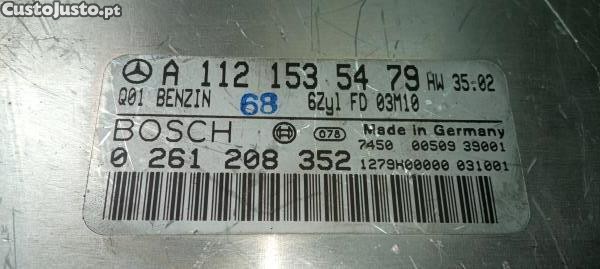 CustoJusto.pt
A 112 153 54 79 HW 35.02
Q01 BENZIN 68 6Zyl FD 03M10
BOSCH 078 Made in Germany
7450 00509 39001
0 261 208 352 1279H00000 031001